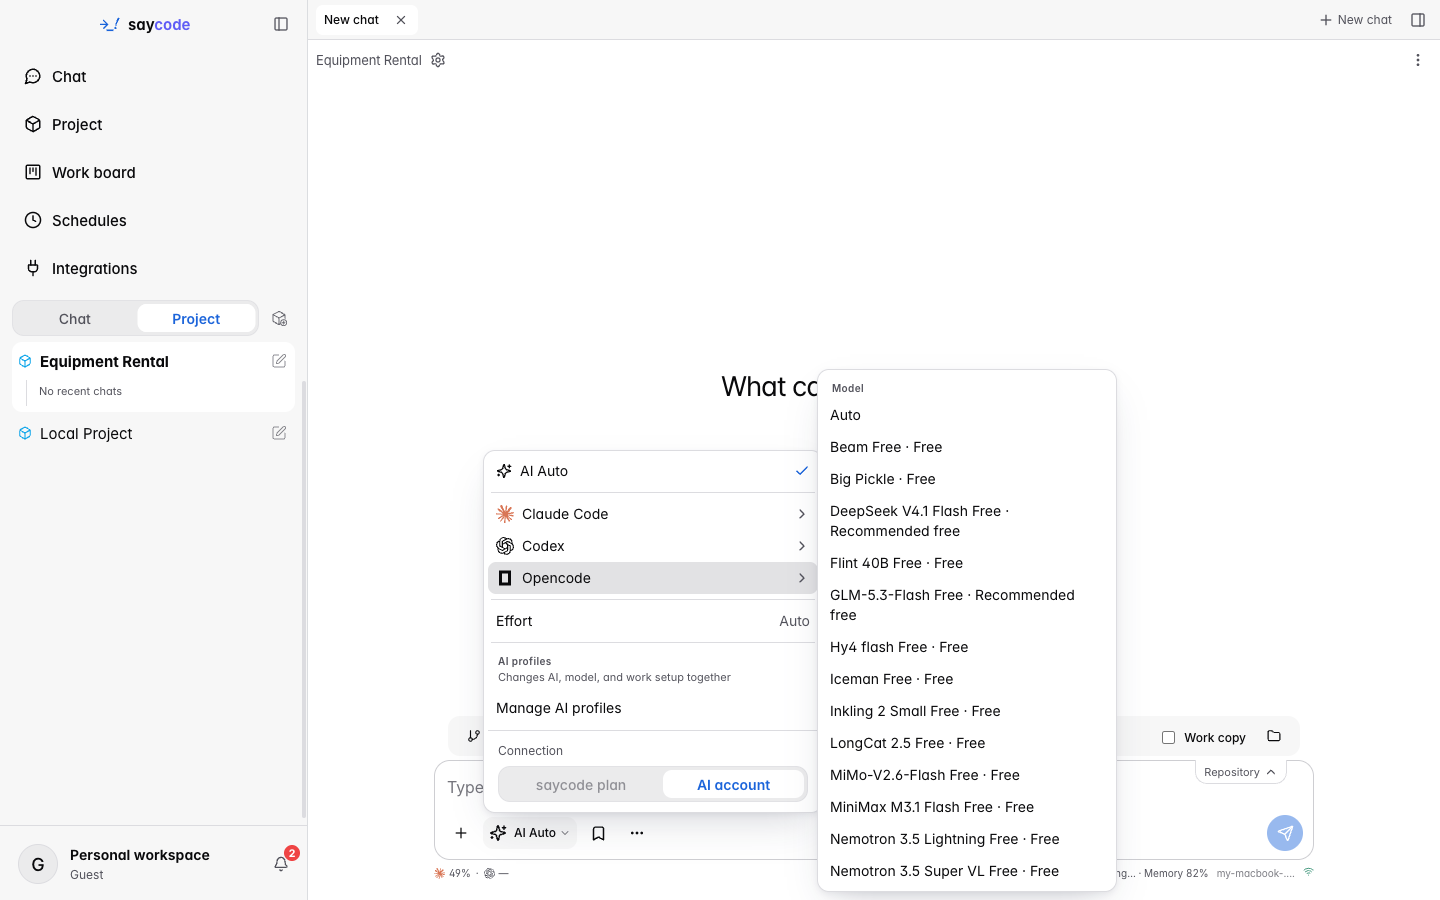 saycode
Chat
Project
Work board
Schedules
Integrations
Chat
Project
Equipment Rental
No recent chats
Local Project
G
Personal workspace
Guest
2
New chat
New chat
Equipment Rental
What ca
AI Auto
Claude Code
Codex
Opencode
Effort
Auto
AI profiles
Changes AI, model, and work setup together
Manage AI profiles
Connection
saycode plan
AI account
Model
Auto
Beam Free · Free
Big Pickle · Free
DeepSeek V4.1 Flash Free ·
Recommended free
Flint 40B Free · Free
GLM-5.3-Flash Free · Recommended
free
Hy4 flash Free · Free
Iceman Free · Free
Inkling 2 Small Free · Free
LongCat 2.5 Free · Free
MiMo-V2.6-Flash Free · Free
MiniMax M3.1 Flash Free · Free
Nemotron 3.5 Lightning Free · Free
Nemotron 3.5 Super VL Free · Free
Work copy
Repository
Type
AI Auto
49% · —
ng... · Memory 82%
my-macbook-....